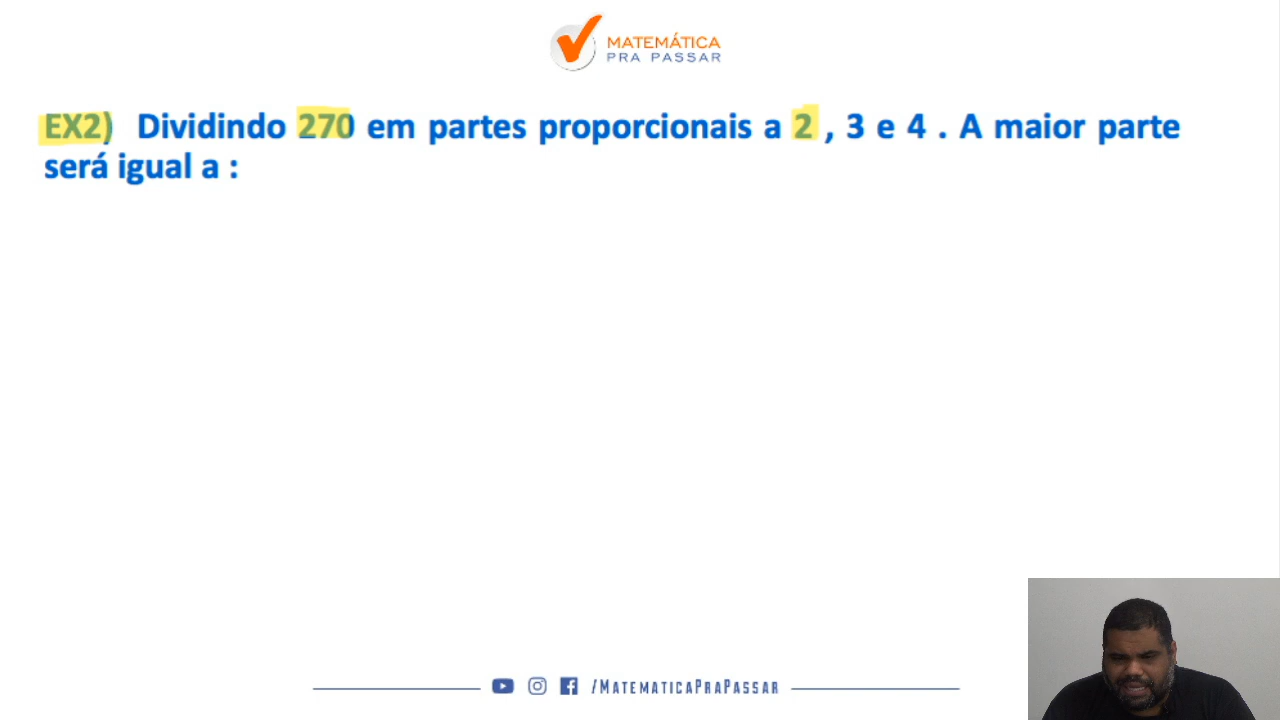 MATEMÁTICA
PRA PASSAR
EX2) Dividindo 270 em partes proporcionais a 2 , 3 e 4 . A maior parte
será igual a :
/MATEMATICAPRAPASSAR